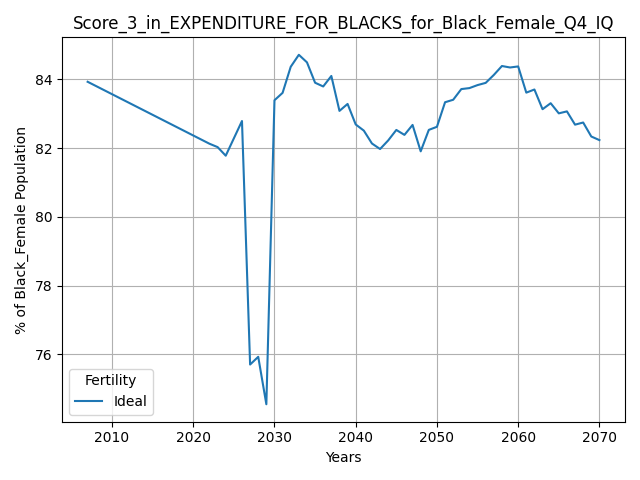 Score_3_in_EXPENDITURE_FOR_BLACKS_for_Black_Female_Q4_IQ
% of Black_Female Population
84
82
80
78
76
Fertility
Ideal
2010 2020 2030 2040 2050 2060 2070
Years